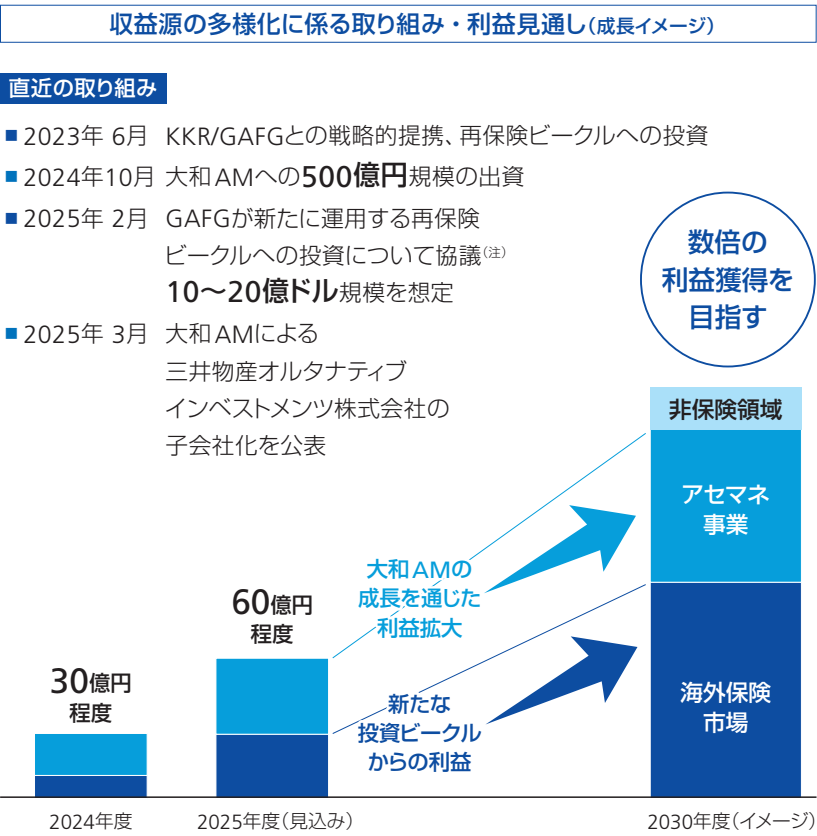 収益源の多様化に係る取り組み・利益見通し(成長イメージ)
直近の取り組み
■ 2023年 6月 KKR/GAFGとの戦略的提携、再保険ビークルへの投資
■ 2024年10月 大和AMへの500億円規模の出資
■ 2025年 2月 GAFGが新たに運用する再保険
ビークルへの投資について協議(注)
10〜20億ドル規模を想定
■ 2025年 3月 大和AMによる
三井物産オルタナティブ
インベストメンツ株式会社の
子会社化を公表
数倍の
利益獲得を
目指す
非保険領域
アセマネ
事業
海外保険
市場
大和AMの
成長を通じた
利益拡大
新たな
投資ビークル
からの利益
60億円
程度
30億円
程度
2024年度
2025年度(見込み)
2030年度(イメージ)